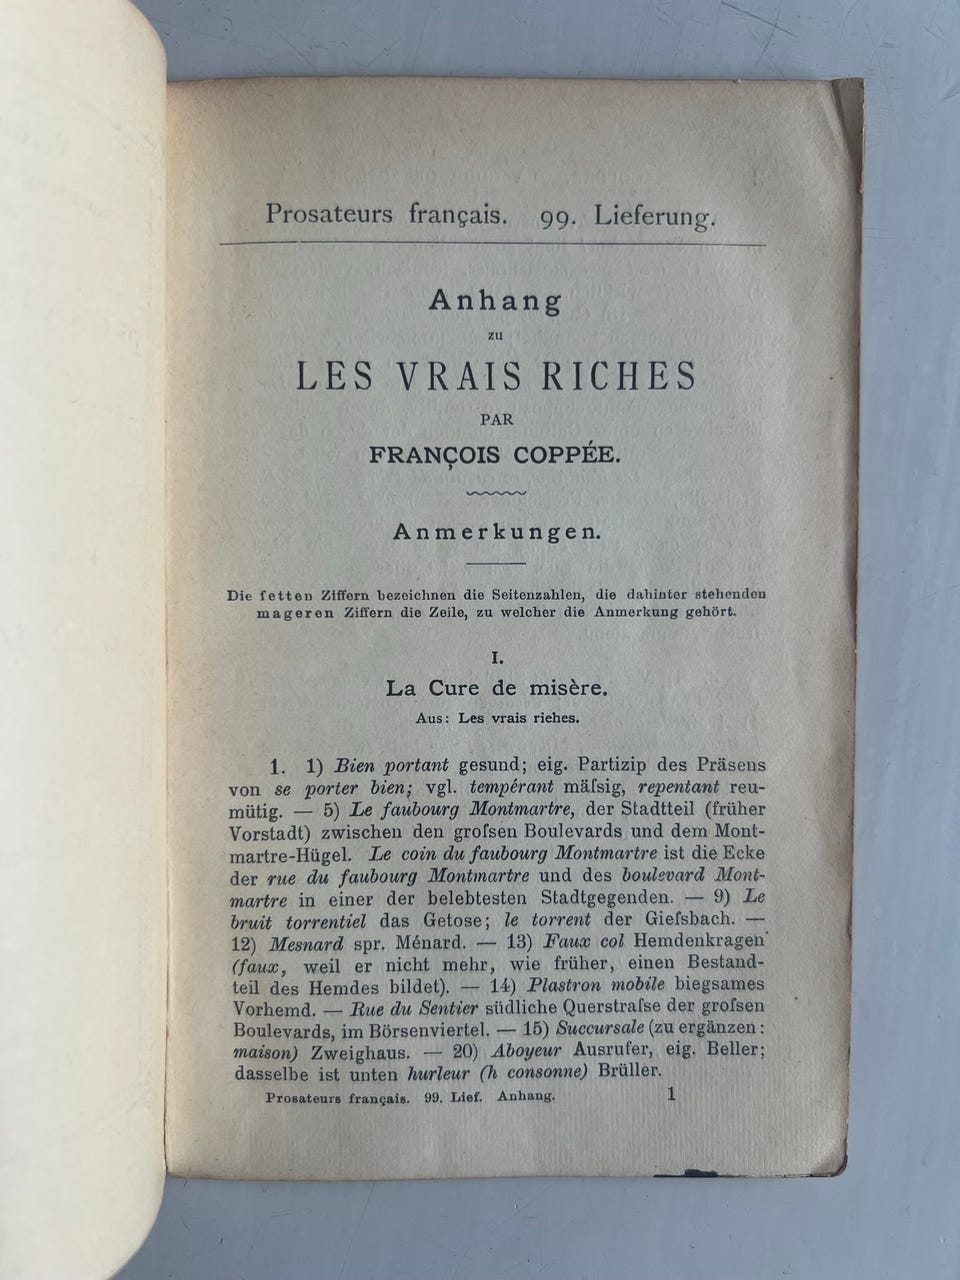 Prosateurs français. 99. Lieferung.
Anhang
zu
LES VRAIS RICHES
PAR
FRANÇOIS COPPÉE.
Anmerkungen.
Die fetten Ziffern bezeichnen die Seitenzahlen, die dahinter stehenden
mageren Ziffern die Zeile, zu welcher die Anmerkung gehört.
I.
La Cure de misère.
Aus: Les vrais riches.
1. 1) Bien portant gesund; eig. Partizip des Präsens
von se porter bien; vgl. tempérant mäſsig, repentant reu-
mütig. — 5) Le faubourg Montmartre, der Stadtteil (früher
Vorstadt) zwischen den groſsen Boulevards und dem Mont-
martre-Hügel. Le coin du faubourg Montmartre ist die Ecke
der rue du faubourg Montmartre und des boulevard Mont-
martre in einer der belebtesten Stadtgegenden. — 9) Le
bruit torrentiel das Getose; le torrent der Gieſsbach. —
12) Mesnard spr. Ménard. — 13) Faux col Hemdenkragen
(faux, weil er nicht mehr, wie früher, einen Bestand-
teil des Hemdes bildet). — 14) Plastron mobile biegsames
Vorhemd. — Rue du Sentier südliche Querstraſse der groſsen
Boulevards, im Börsenviertel. — 15) Succursale (zu ergänzen:
maison) Zweighaus. — 20) Aboyeur Ausrufer, eig. Beller;
dasselbe ist unten hurleur (h consonne) Brüller.
Prosateurs français. 99. Lief. Anhang. 1